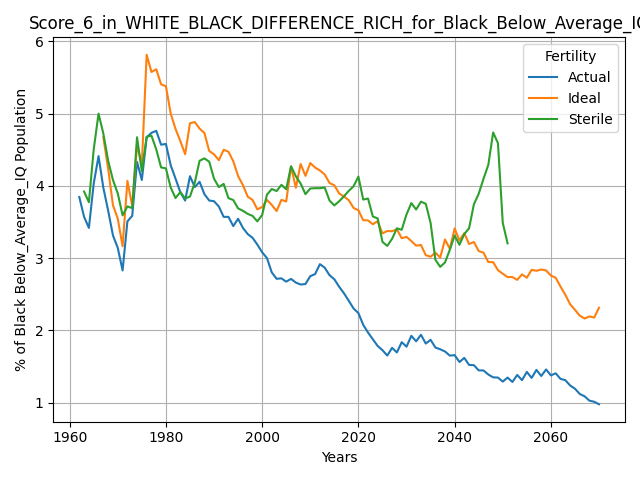 Score_6_in_WHITE_BLACK_DIFFERENCE_RICH_for_Black_Below_Average_IQ
6
5
4
3
2
1
% of Black Below_Average_IQ Population
Fertility
Actual
Ideal
Sterile
1960
1980
2000
2020
2040
2060
Years